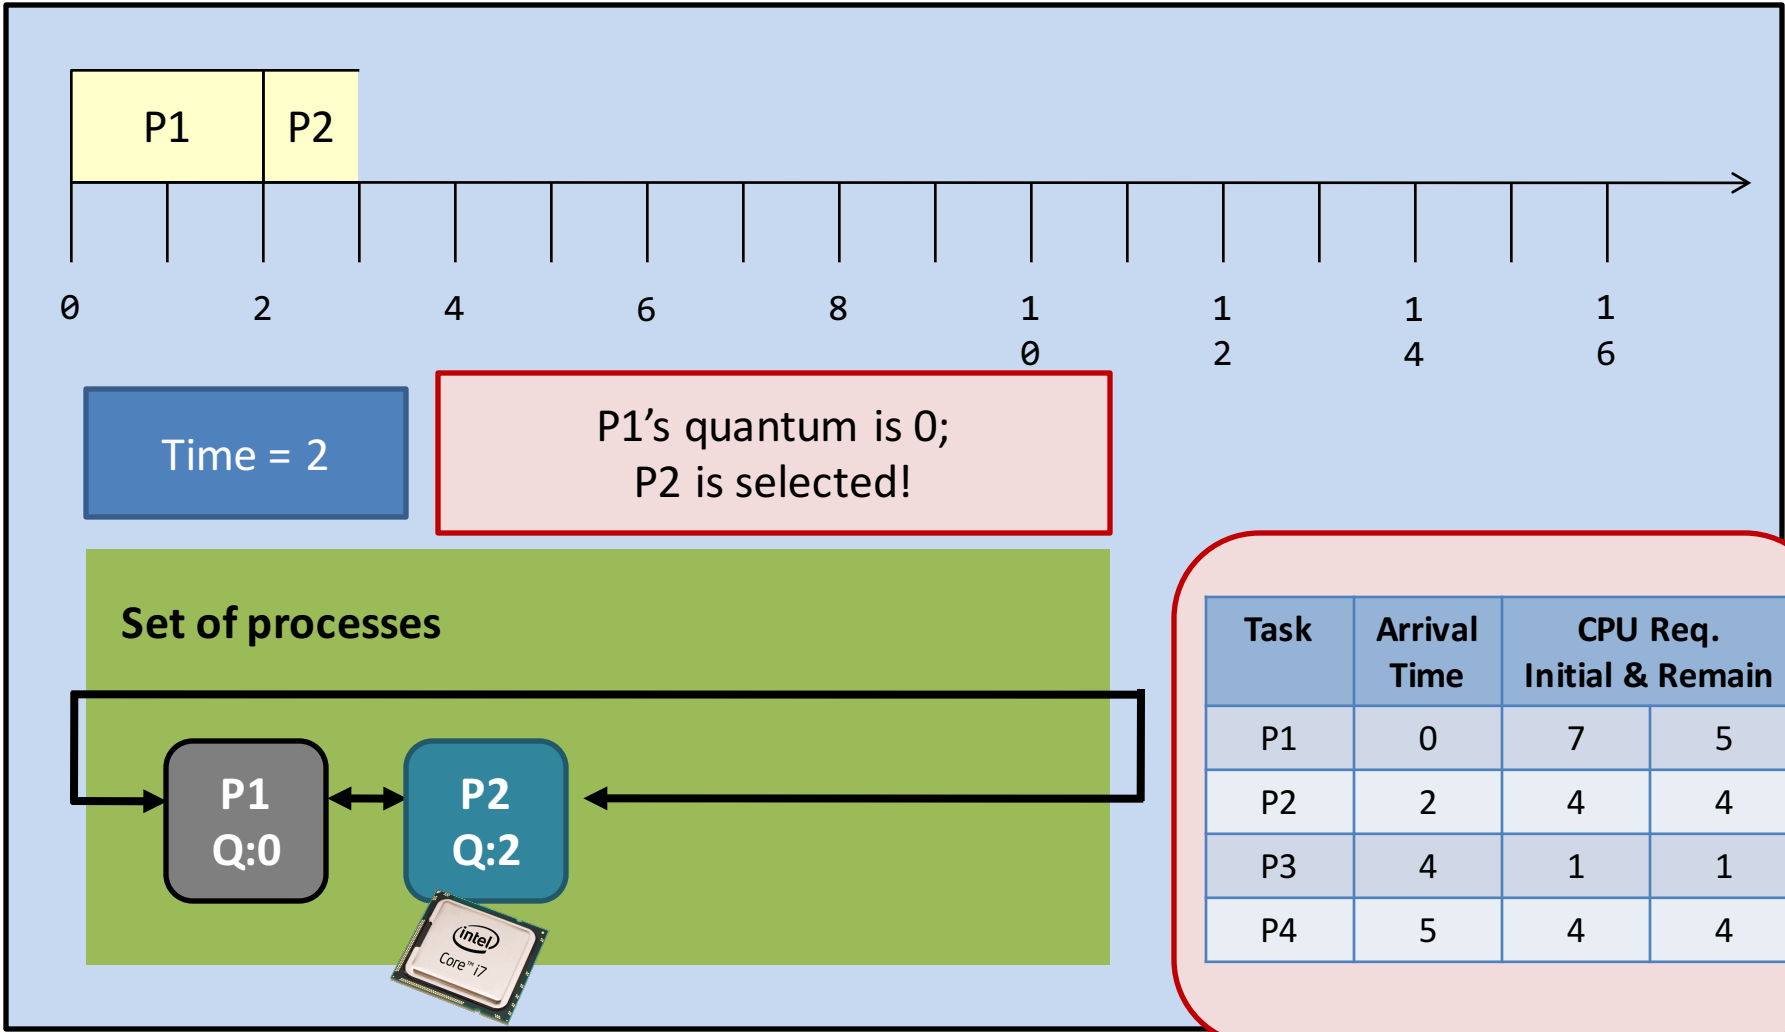 P1 P2
0 2 4 6 8 1 1 1 1
0 2 4 6
Time = 2
P1’s quantum is 0;
P2 is selected!
Set of processes
P1
Q:0
P2
Q:2
intel
Core™ i7
Task Arrival CPU Req.
Time Initial & Remain
P1 0 7 5
P2 2 4 4
P3 4 1 1
P4 5 4 4